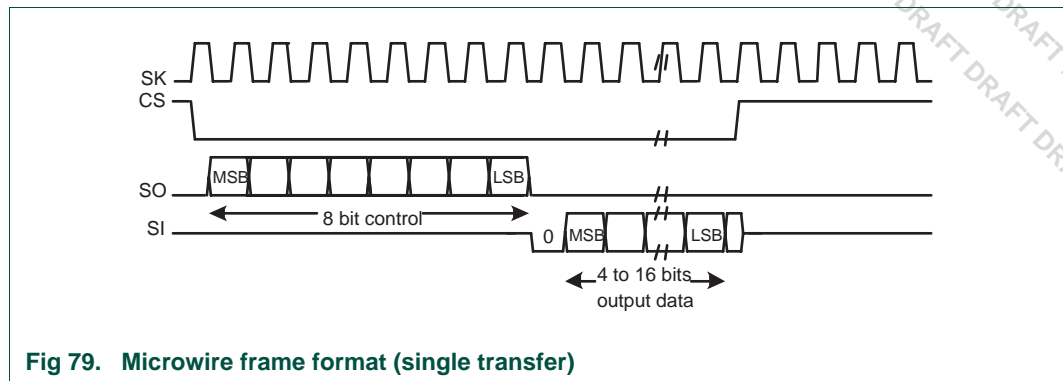 DRAFT DRAFT DRAFT
DRAFT DRAFT
SK
CS
SO
MSB LSB
8 bit control
SI
0 MSB LSB
4 to 16 bits
output data
Fig 79. Microwire frame format (single transfer)